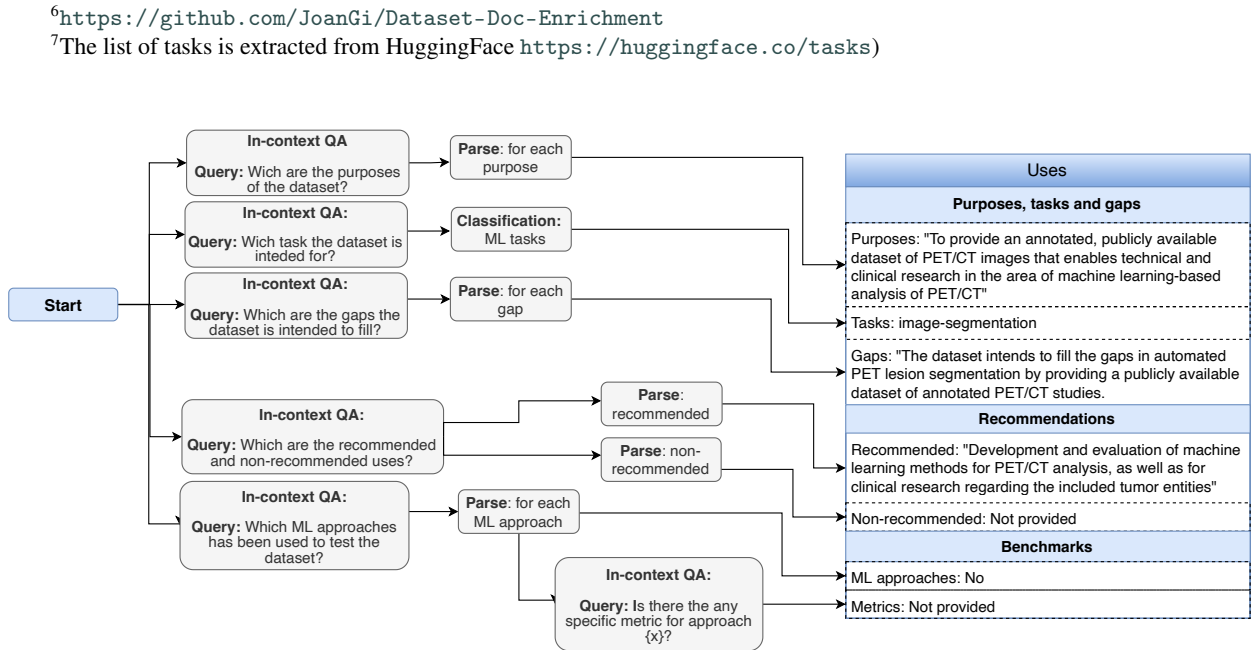 6https://github.com/JoanGi/Dataset-Doc-Enrichment
7The list of tasks is extracted from HuggingFace https://huggingface.co/tasks)
Start
In-context QA
Query: Wich are the purposes
of the dataset?
Parse: for each
purpose
In-context QA:
Query: Wich task the dataset is
inteded for?
Classification:
ML tasks
In-context QA:
Query: Which are the gaps the
dataset is intended to fill?
Parse: for each
gap
In-context QA:
Query: Which are the recommended
and non-recommended uses?
Parse:
recommended
Parse: non-
recommended
In-context QA:
Query: Which ML approaches
has been used to test the
dataset?
Parse: for each
ML approach
In-context QA:
Query: Is there the any
specific metric for approach
{x}?
Uses
Purposes, tasks and gaps
Purposes: "To provide an annotated, publicly available
dataset of PET/CT images that enables technical and
clinical research in the area of machine learning-based
analysis of PET/CT"
Tasks: image-segmentation
Gaps: "The dataset intends to fill the gaps in automated
PET lesion segmentation by providing a publicly available
dataset of annotated PET/CT studies.
Recommendations
Recommended: "Development and evaluation of machine
learning methods for PET/CT analysis, as well as for
clinical research regarding the included tumor entities"
Non-recommended: Not provided
Benchmarks
ML approaches: No
Metrics: Not provided